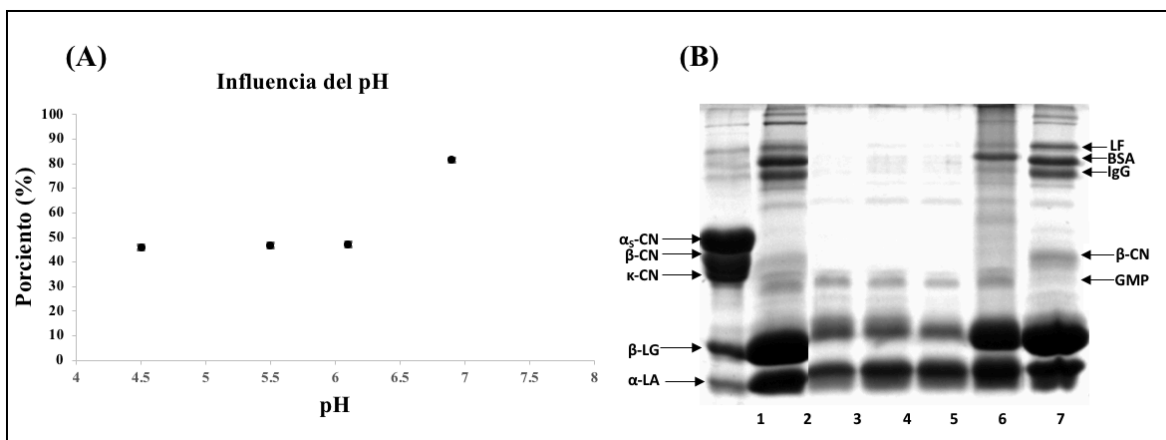 (A)
Influencia del pH
Porciento (%)
100
90
80
70
60
50
40
30
20
10
0
4 4.5 5 5.5 6 6.5 7 7.5 8
pH
(B)
αS-CN
β-CN
κ-CN
β-LG
α-LA
LF
BSA
IgG
β-CN
GMP
1 2 3 4 5 6 7